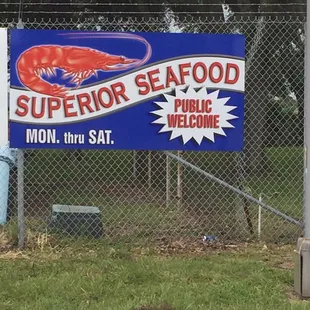 SUPERIOR SEAFOOD
PUBLIC
WELCOME
MON. thru SAT.